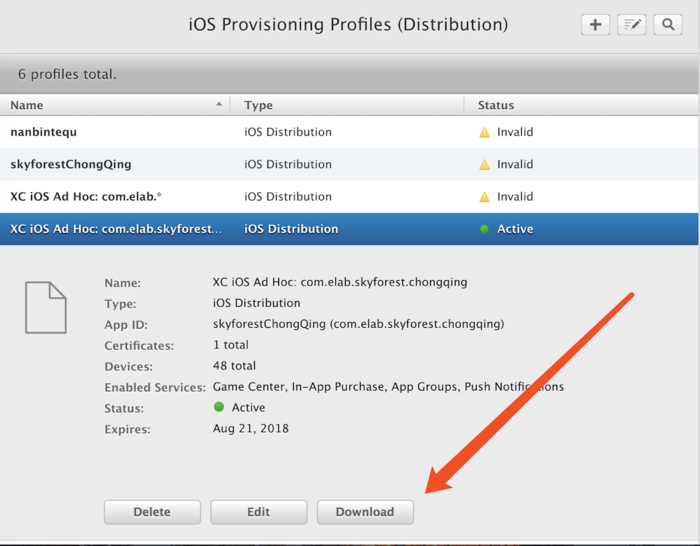 iOS Provisioning Profiles (Distribution)
6 profiles total.
Name Type Status
nanbintequ iOS Distribution Invalid
skyforestChongQing iOS Distribution Invalid
XC iOS Ad Hoc: com.elab.* iOS Distribution Invalid
XC iOS Ad Hoc: com.elab.skyforest... iOS Distribution Active
Name: XC iOS Ad Hoc: com.elab.skyforest.chongqing
Type: iOS Distribution
App ID: skyforestChongQing (com.elab.skyforest.chongqing)
Certificates: 1 total
Devices: 48 total
Enabled Services: Game Center, In-App Purchase, App Groups, Push Notifications
Status: Active
Expires: Aug 21, 2018
Delete Edit Download